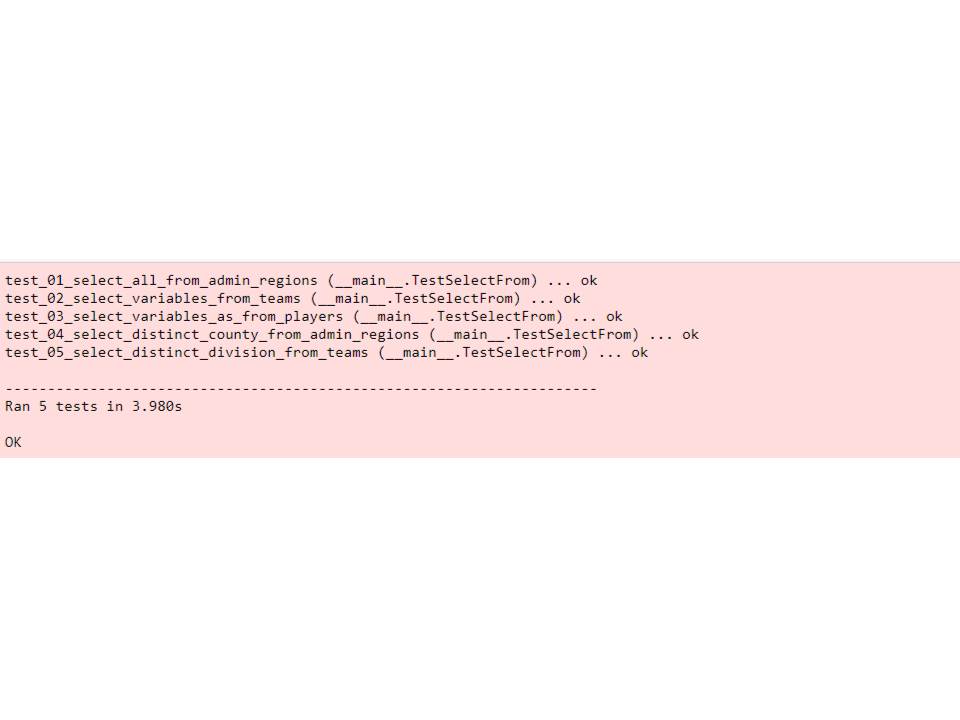 test_01_select_all_from_admin_regions (__main__.TestSelectFrom) ... ok
test_02_select_variables_from_teams (__main__.TestSelectFrom) ... ok
test_03_select_variables_as_from_players (__main__.TestSelectFrom) ... ok
test_04_select_distinct_county_from_admin_regions (__main__.TestSelectFrom) ... ok
test_05_select_distinct_division_from_teams (__main__.TestSelectFrom) ... ok
----------------------------------------------------------------------
Ran 5 tests in 3.980s
OK